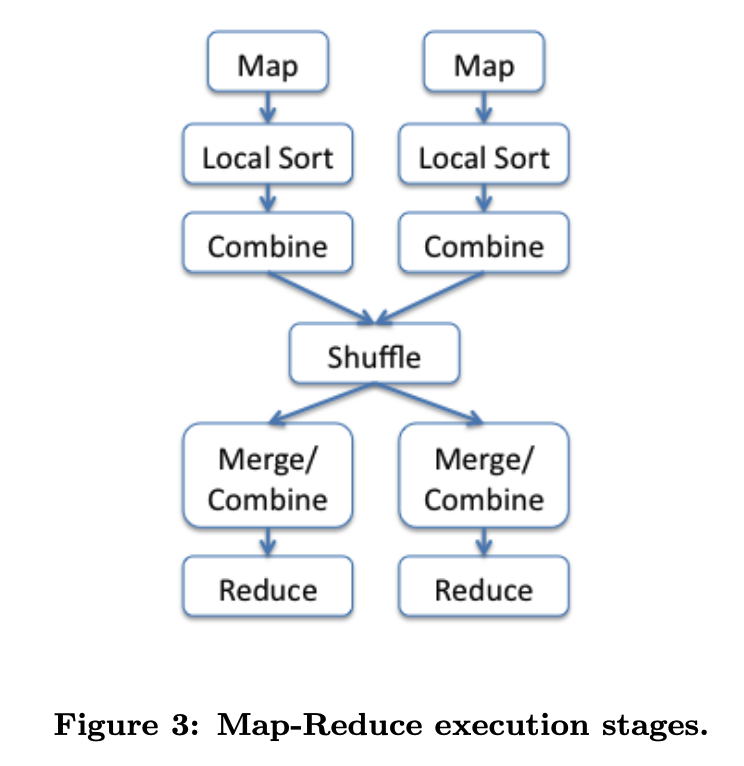 Map
Map
Local Sort
Local Sort
Combine
Combine
Shuffle
Merge/
Combine
Merge/
Combine
Reduce
Reduce
Figure 3: Map-Reduce execution stages.